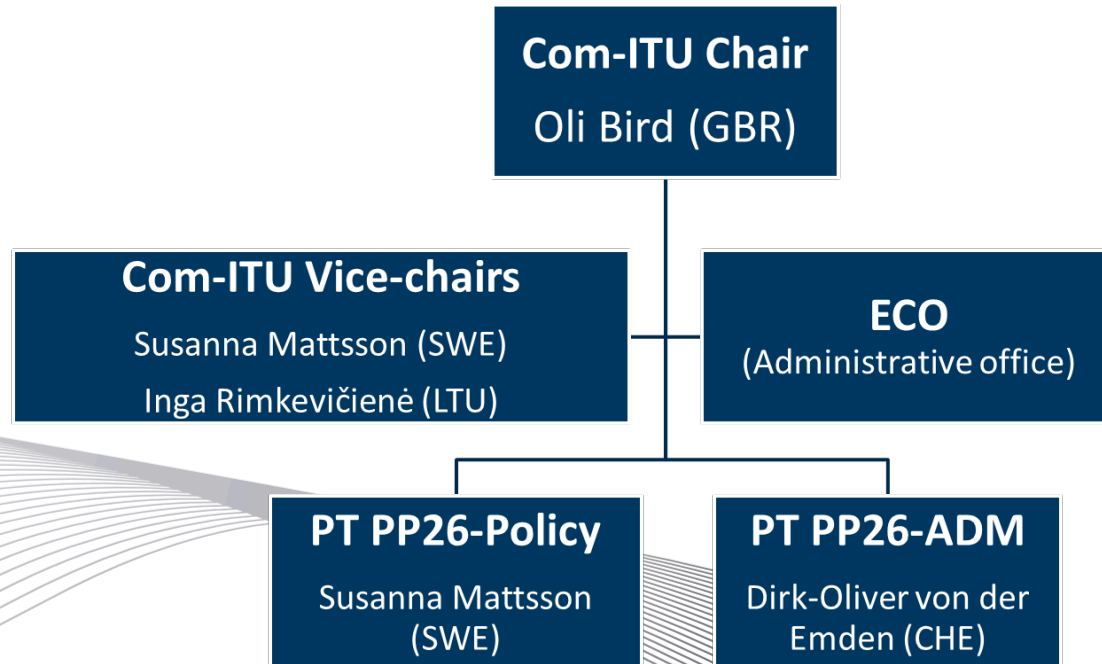 Com-ITU Chair
Oli Bird (GBR)
Com-ITU Vice-chairs
Susanna Mattsson (SWE)
Inga Rimkevičienė (LTU)
ECO
(Administrative office)
PT PP26-Policy
Susanna Mattsson
(SWE)
PT PP26-ADM
Dirk-Oliver von der
Emden (CHE)